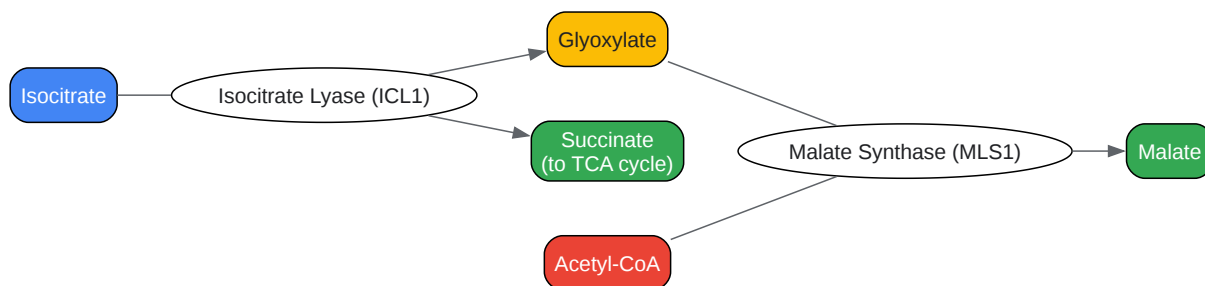 Glyoxylate
Isocitrate
Isocitrate Lyase (ICL1)
Succinate
(to TCA cycle)
Malate Synthase (MLS1)
Malate
Acetyl-CoA